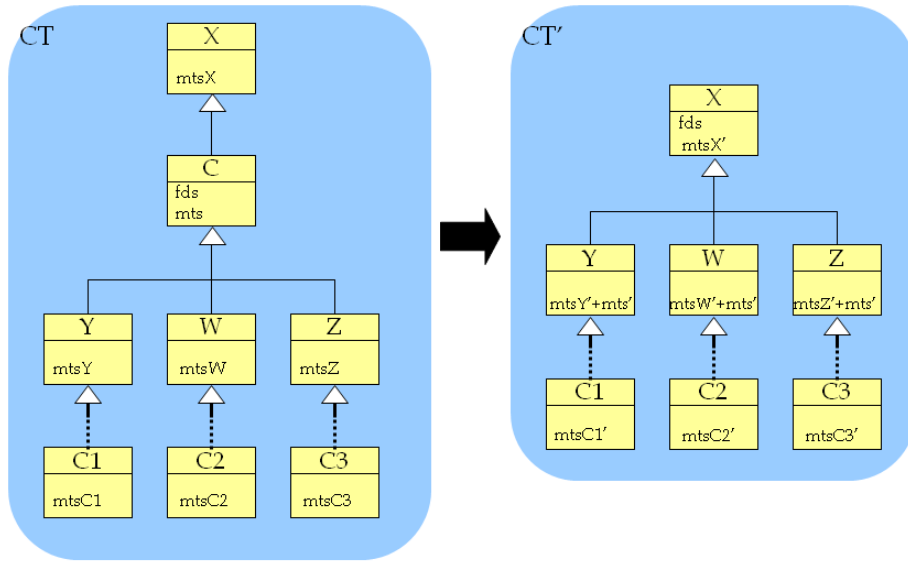 CT
X
mtsX
C
fds
mts
Y
W
Z
mtsY
mtsW
mtsZ
C1
C2
C3
mtsC1
mtsC2
mtsC3
CT′
X
fds
mtsX′
Y
W
Z
mtsY′+mts′
mtsW′+mts′
mtsZ′+mts′
C1
C2
C3
mtsC1′
mtsC2′
mtsC3′